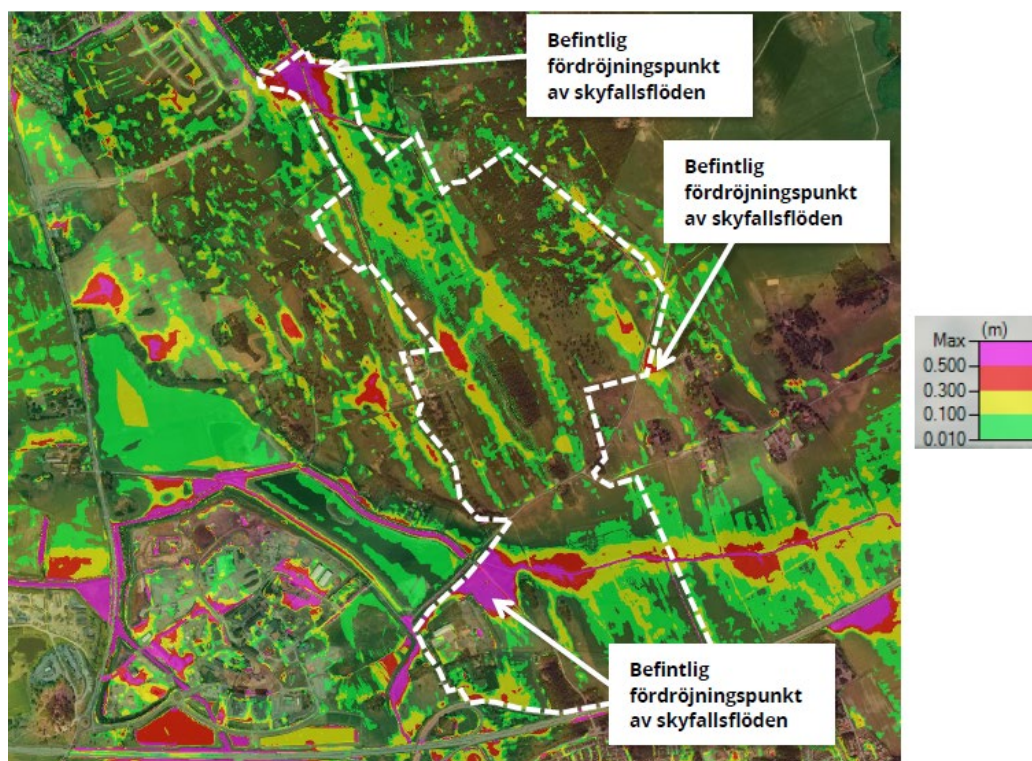 Befintlig
fördröjningspunkt
av skyfallsflöden
Befintlig
fördröjningspunkt
av skyfallsflöden
Max (m)
0.500
0.300
0.100
0.010
Befintlig
fördröjningspunkt
av skyfallsflöden